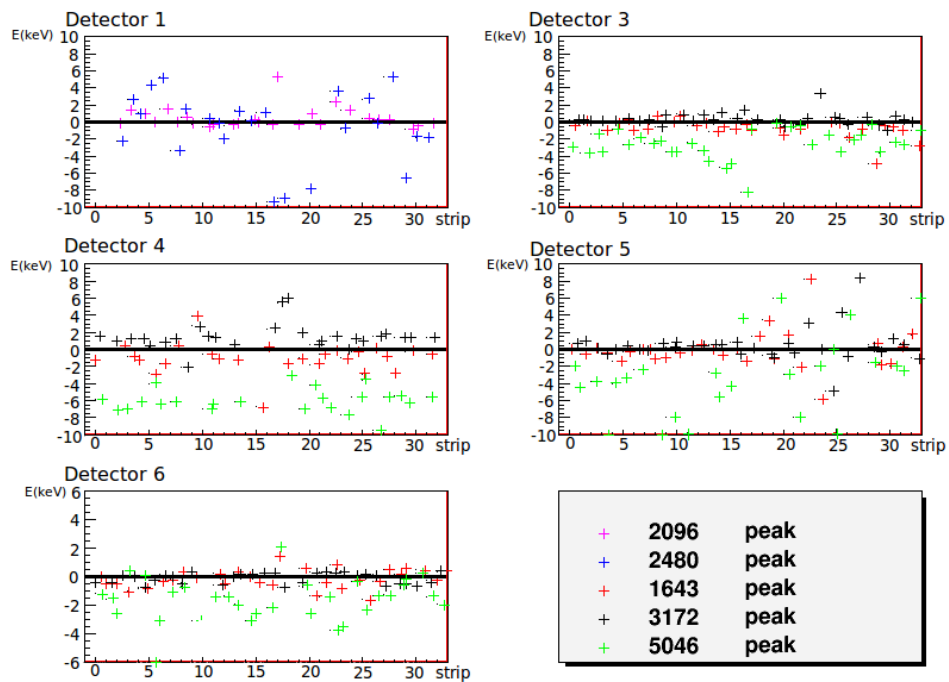 Detector 1
E(keV)
10
8
6
4
2
0
-2
-4
-6
-8
-10
0 5 10 15 20 25 30 strip
Detector 3
E(keV)
10
8
6
4
2
0
-2
-4
-6
-8
-10
0 5 10 15 20 25 30 strip
Detector 4
E(keV)
10
8
6
4
2
0
-2
-4
-6
-8
-10
0 5 10 15 20 25 30 strip
Detector 5
E(keV)
10
8
6
4
2
0
-2
-4
-6
-8
-10
0 5 10 15 20 25 30 strip
Detector 6
E(keV)
6
4
2
0
-2
-4
-6
0 5 10 15 20 25 30 strip
2096 peak
2480 peak
1643 peak
3172 peak
5046 peak